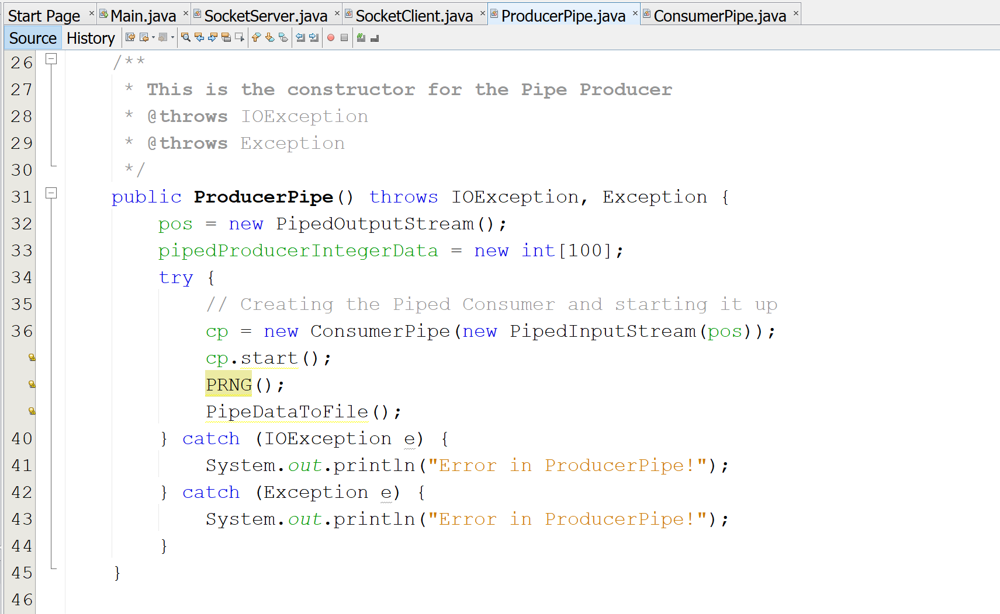 Start Page Main.java SocketServer.java SocketClient.java ProducerPipe.java ConsumerPipe.java
Source History
26 /**
27 * This is the constructor for the Pipe Producer
28 * @throws IOException
29 * @throws Exception
30 */
31 public ProducerPipe() throws IOException, Exception {
32 pos = new PipedOutputStream();
33 pipedProducerIntegerData = new int[100];
34 try {
35 // Creating the Piped Consumer and starting it up
36 cp = new ConsumerPipe(new PipedInputStream(pos));
cp.start();
PRNG();
PipeDataToFile();
40 } catch (IOException e) {
41 System.out.println("Error in ProducerPipe!");
42 } catch (Exception e) {
43 System.out.println("Error in ProducerPipe!");
44 }
45 }
46